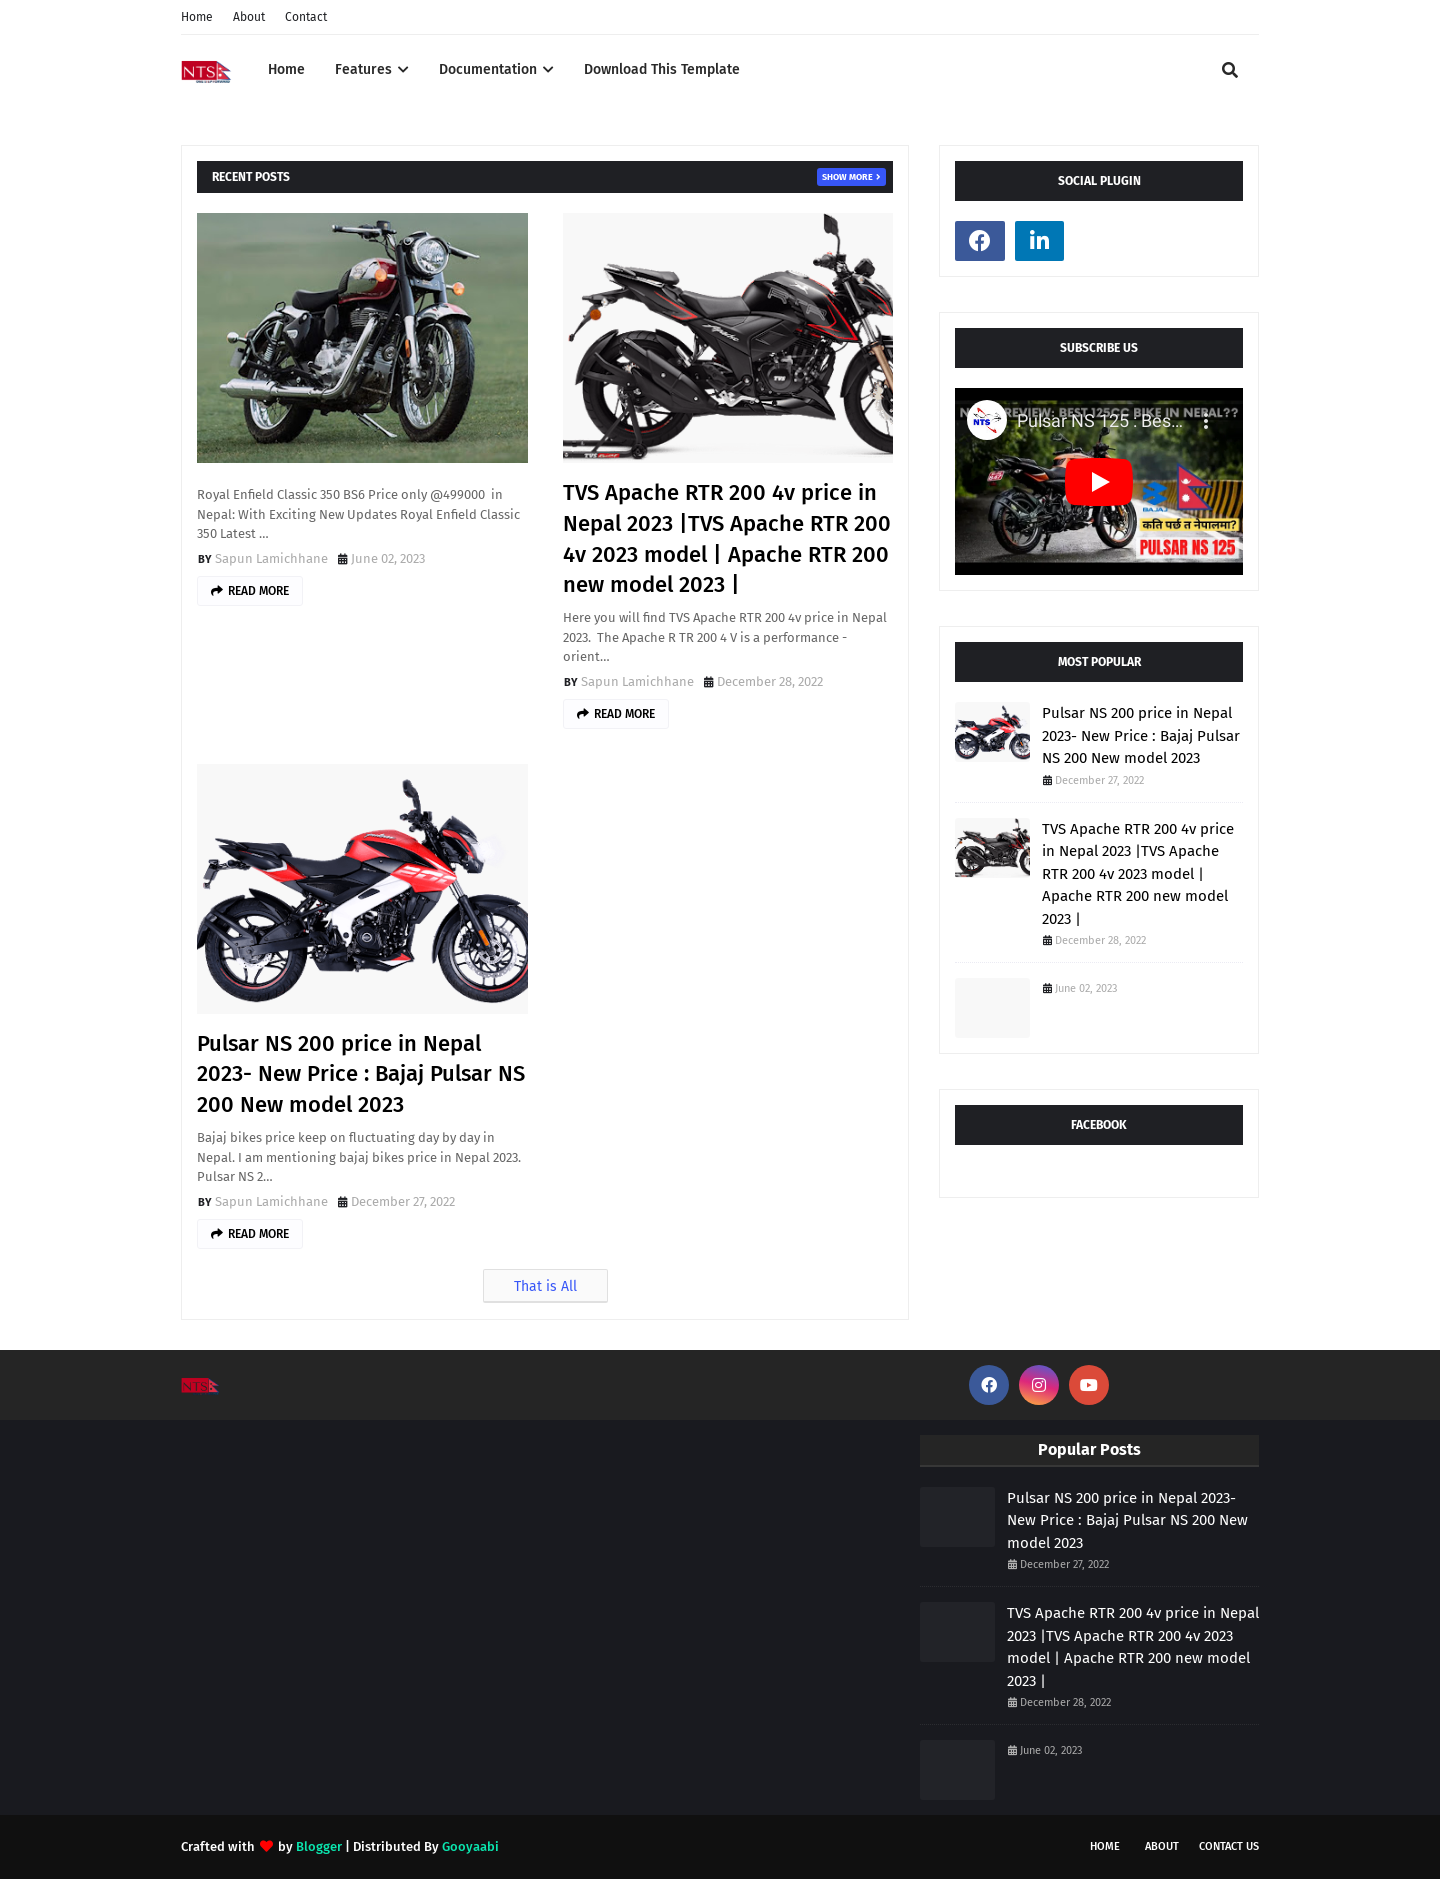 Home About Contact
NTS
Home Features Documentation Download This Template
RECENT POSTS
SHOW MORE
Royal Enfield Classic 350 BS6 Price only @499000 in
Nepal: With Exciting New Updates Royal Enfield Classic
350 Latest …
BY Sapun Lamichhane June 02, 2023
READ MORE
TVS Apache RTR 200 4v price in
Nepal 2023 |TVS Apache RTR 200
4v 2023 model | Apache RTR 200
new model 2023 |
Here you will find TVS Apache RTR 200 4v price in Nepal
2023. The Apache R TR 200 4 V is a performance -
orient…
BY Sapun Lamichhane December 28, 2022
READ MORE
Pulsar NS 200 price in Nepal
2023- New Price : Bajaj Pulsar NS
200 New model 2023
Bajaj bikes price keep on fluctuating day by day in
Nepal. I am mentioning bajaj bikes price in Nepal 2023.
Pulsar NS 2…
BY Sapun Lamichhane December 27, 2022
READ MORE
That is All
SOCIAL PLUGIN
SUBSCRIBE US
REVIEW: BEST 125CC BIKE IN NEPAL??
NTS
Pulsar NS 125 : Bes...
BAJAJ
कति पर्छ त नेपालमा?
PULSAR NS 125
MOST POPULAR
Pulsar NS 200 price in Nepal
2023- New Price : Bajaj Pulsar
NS 200 New model 2023
December 27, 2022
TVS Apache RTR 200 4v price
in Nepal 2023 |TVS Apache
RTR 200 4v 2023 model |
Apache RTR 200 new model
2023 |
December 28, 2022
June 02, 2023
FACEBOOK
NTS
Popular Posts
Pulsar NS 200 price in Nepal 2023-
New Price : Bajaj Pulsar NS 200 New
model 2023
December 27, 2022
TVS Apache RTR 200 4v price in Nepal
2023 |TVS Apache RTR 200 4v 2023
model | Apache RTR 200 new model
2023 |
December 28, 2022
June 02, 2023
Crafted with by Blogger | Distributed By Gooyaabi
HOME ABOUT CONTACT US